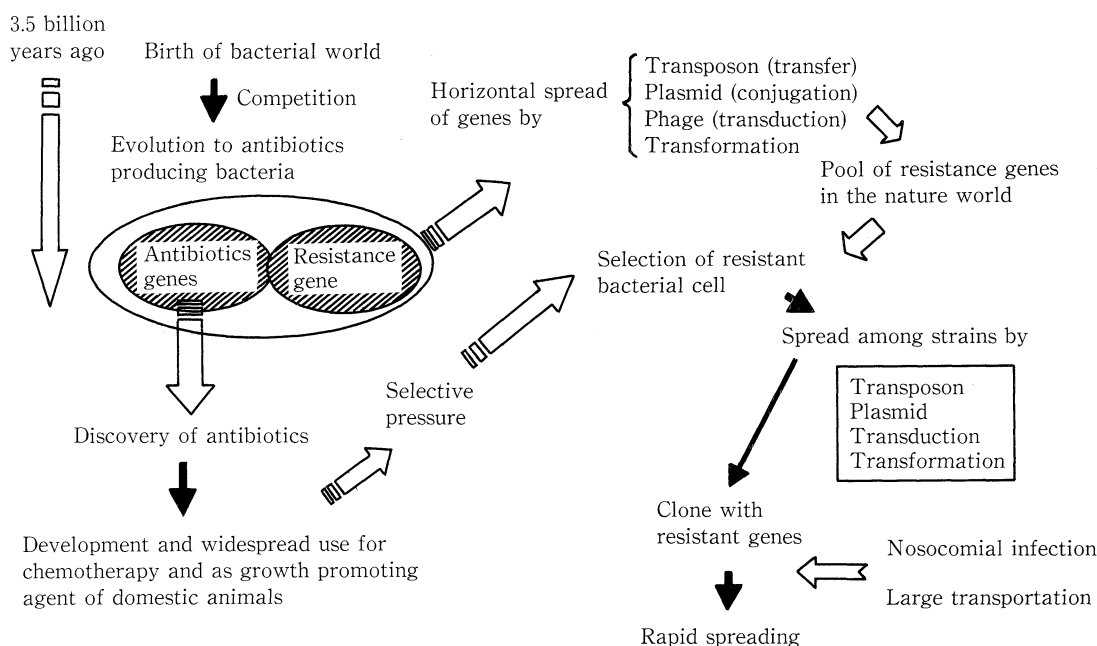 3.5 billion
years ago
Birth of bacterial world
Competition
Evolution to antibiotics
producing bacteria
Antibiotics
genes
Resistance
gene
Discovery of antibiotics
Development and widespread use for
chemotherapy and as growth promoting
agent of domestic animals
Selective
pressure
Horizontal spread
of genes by
Transposon (transfer)
Plasmid (conjugation)
Phage (transduction)
Transformation
Pool of resistance genes
in the nature world
Selection of resistant
bacterial cell
Spread among strains by
Transposon
Plasmid
Transduction
Transformation
Clone with
resistant genes
Nosocomial infection
Large transportation
Rapid spreading